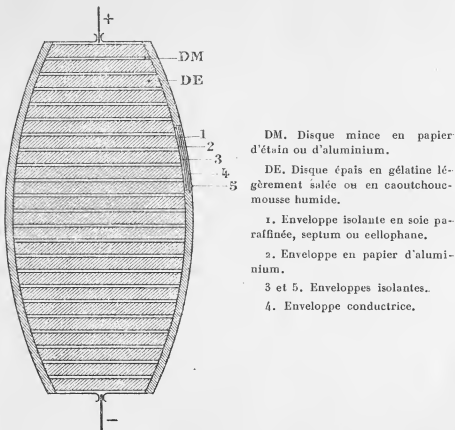 +
DM
DE
1
2
3
4
5
−
DM. Disque mince en papier
d'étain ou d'aluminium.
DE. Disque épais en gélatine lé-
gèrement salée ou en caoutchouc-
mousse humide.
1. Enveloppe isolante en soie pa-
raffinée, septum ou cellophane.
2. Enveloppe en papier d'alumi-
nium.
3 et 5. Enveloppes isolantes.
4. Enveloppe conductrice.